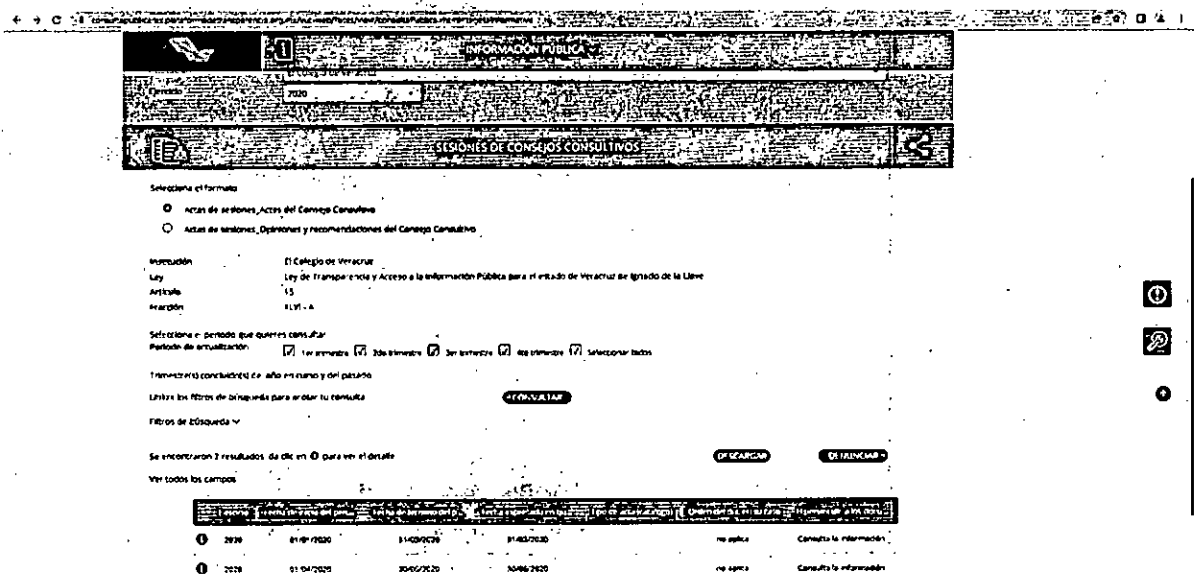 INFORMACIÓN PÚBLICA
El Colegio de Veracruz
Ejercicio 2020
SESIONES DE CONSEJOS CONSULTIVOS
Selecciona el formato
Actas de sesiones_Actas del Consejo Consultivo
Actas de sesiones_Opiniones y recomendaciones del Consejo Consultivo
Institución El Colegio de Veracruz
Ley Ley de Transparencia y Acceso a la Información Pública para el estado de Veracruz de Ignacio de la Llave
Artículo 15
Fracción XLVI - A
Selecciona el periodo que quieres consultar
Periodo de actualización 1er trimestre 2do trimestre 3er trimestre 4to trimestre Seleccionar todos
Trimestre(s) concluido(s) del año en curso y del pasado
Utiliza los filtros de búsqueda para acotar tu consulta CONSULTAR
Filtros de búsqueda
Se encontraron 2 resultados, da clic en para ver el detalle DESCARGAR DENUNCIAR
Ver todos los campos
2020 01/01/2020 31/03/2020 31/03/2020 no aplica Consulta la información
2020 01/04/2020 30/06/2020 30/06/2020 no aplica Consulta la información